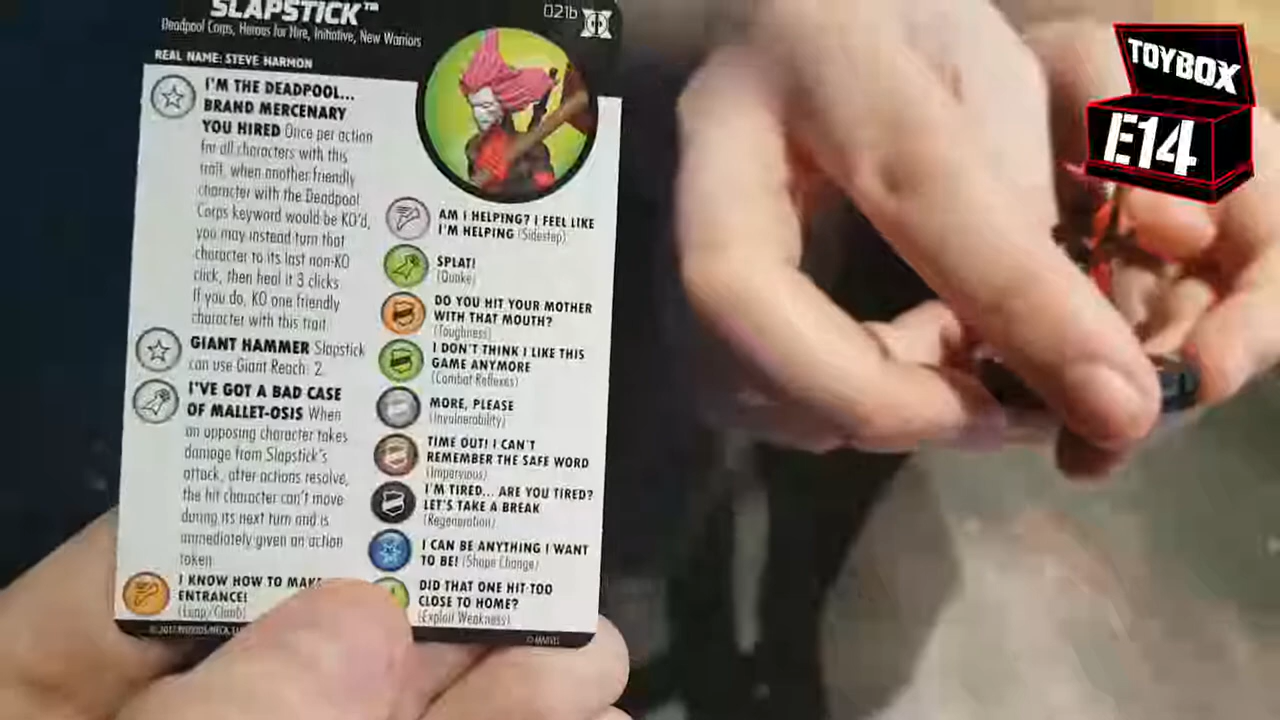 SLAPSTICK™
021b
Deadpool Corps, Heroes for Hire, Initiative, New Warriors
REAL NAME: STEVE HARMON
I'M THE DEADPOOL...
BRAND MERCENARY
YOU HIRED Once per action
for all characters with this
trait, when another friendly
character with the Deadpool
Corps keyword would be KO'd,
you may instead turn that
character to its last non-KO
click, then heal it 3 clicks
If you do, KO one friendly
character with this trait.
GIANT HAMMER Slapstick
can use Giant Reach: 2.
I'VE GOT A BAD CASE
OF MALLET-OSIS When
an opposing character takes
damage from Slapstick's
attack, after actions resolve,
the hit character can't move
during its next turn and is
immediately given an action
token.
I KNOW HOW TO MAKE
ENTRANCE!
(Leap/Climb)
AM I HELPING? I FEEL LIKE
I'M HELPING (Sidestep)
SPLAT!
(Quake)
DO YOU HIT YOUR MOTHER
WITH THAT MOUTH?
(Toughness)
I DON'T THINK I LIKE THIS
GAME ANYMORE
(Combat Reflexes)
MORE, PLEASE
(Invulnerability)
TIME OUT! I CAN'T
REMEMBER THE SAFE WORD
(Impervious)
I'M TIRED... ARE YOU TIRED?
LET'S TAKE A BREAK
(Regeneration)
I CAN BE ANYTHING I WANT
TO BE! (Shape Change)
DID THAT ONE HIT TOO
CLOSE TO HOME?
(Exploit Weakness)
© MARVEL
TOYBOX
E14